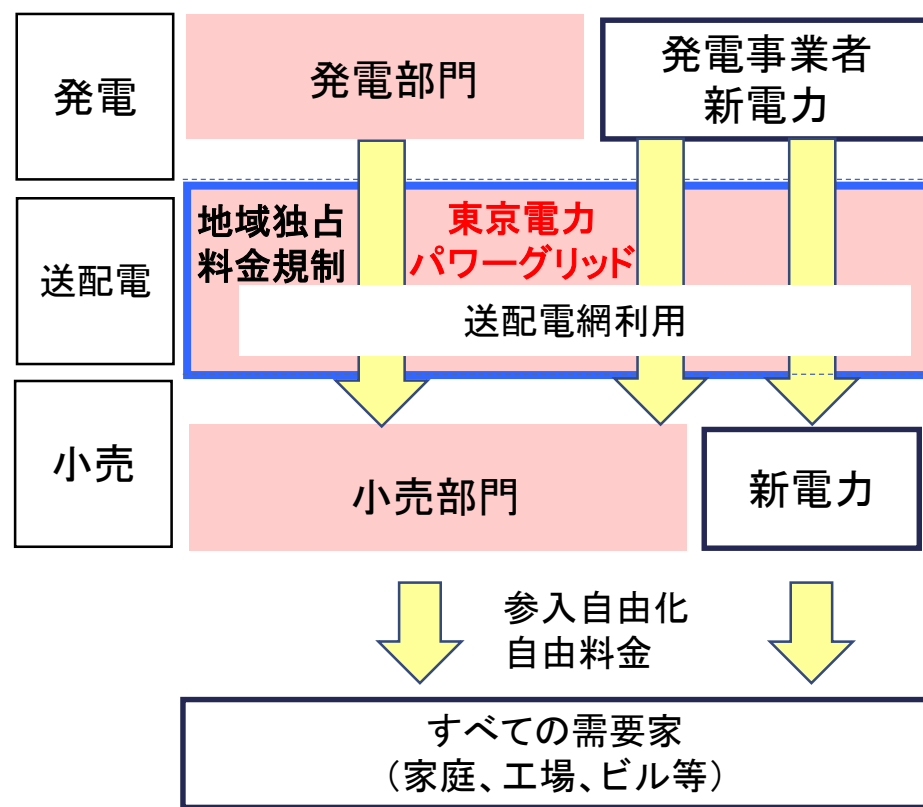 発電
発電部門
発電事業者
新電力
送配電
地域独占
料金規制
東京電力
パワーグリッド
送配電網利用
小売
小売部門
新電力
参入自由化
自由料金
すべての需要家
(家庭、工場、ビル等)